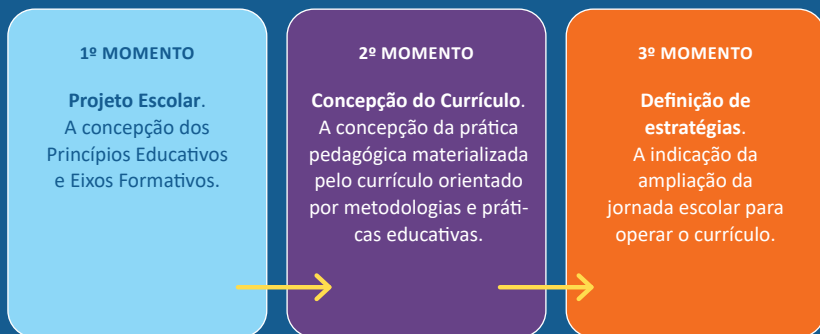 1º MOMENTO
Projeto Escolar.
A concepção dos
Princípios Educativos
e Eixos Formativos.
2º MOMENTO
Concepção do Currículo.
A concepção da prática
pedagógica materializada
pelo currículo orientado
por metodologias e práti-
cas educativas.
3º MOMENTO
Definição de
estratégias.
A indicação da
ampliação da
jornada escolar para
operar o currículo.